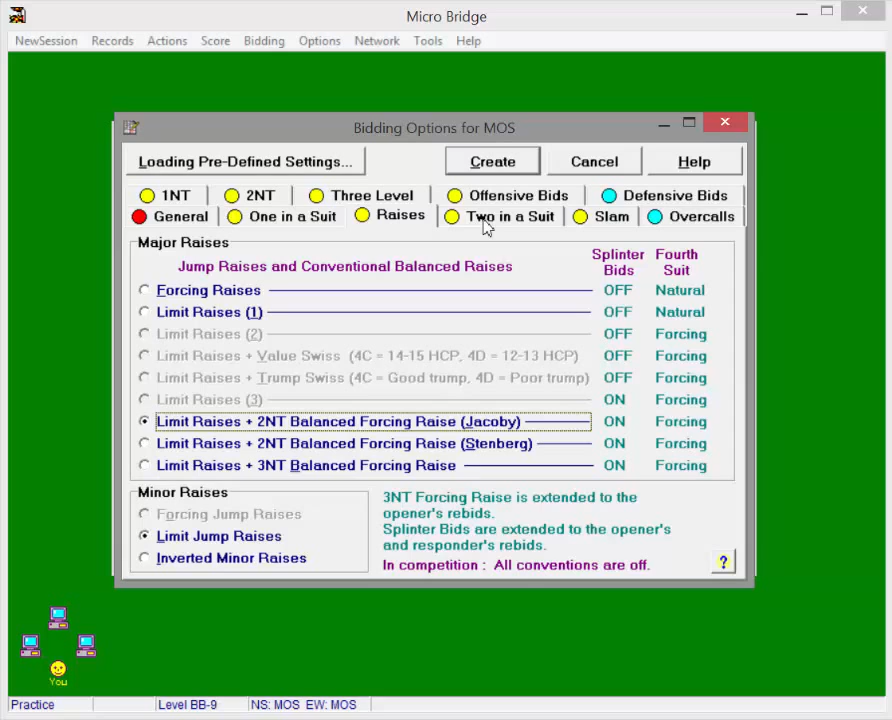 Micro Bridge
NewSession Records Actions Score Bidding Options Network Tools Help
Bidding Options for MOS
Loading Pre-Defined Settings... Create Cancel Help
1NT 2NT Three Level Offensive Bids Defensive Bids
General One in a Suit Raises Two in a Suit Slam Overcalls
Major Raises
Jump Raises and Conventional Balanced Raises Splinter Bids Fourth Suit
Forcing Raises OFF Natural
Limit Raises (1) OFF Natural
Limit Raises (2) OFF Forcing
Limit Raises + Value Swiss (4C = 14-15 HCP, 4D = 12-13 HCP) OFF Forcing
Limit Raises + Trump Swiss (4C = Good trump, 4D = Poor trump) OFF Forcing
Limit Raises (3) ON Forcing
Limit Raises + 2NT Balanced Forcing Raise (Jacoby) ON Forcing
Limit Raises + 2NT Balanced Forcing Raise (Stenberg) ON Forcing
Limit Raises + 3NT Balanced Forcing Raise ON Forcing
Minor Raises
Forcing Jump Raises
Limit Jump Raises
Inverted Minor Raises
3NT Forcing Raise is extended to the
opener's rebids.
Splinter Bids are extended to the opener's
and responder's rebids.
In competition : All conventions are off.
?
You
Practice Level BB-9 NS: MOS EW: MOS